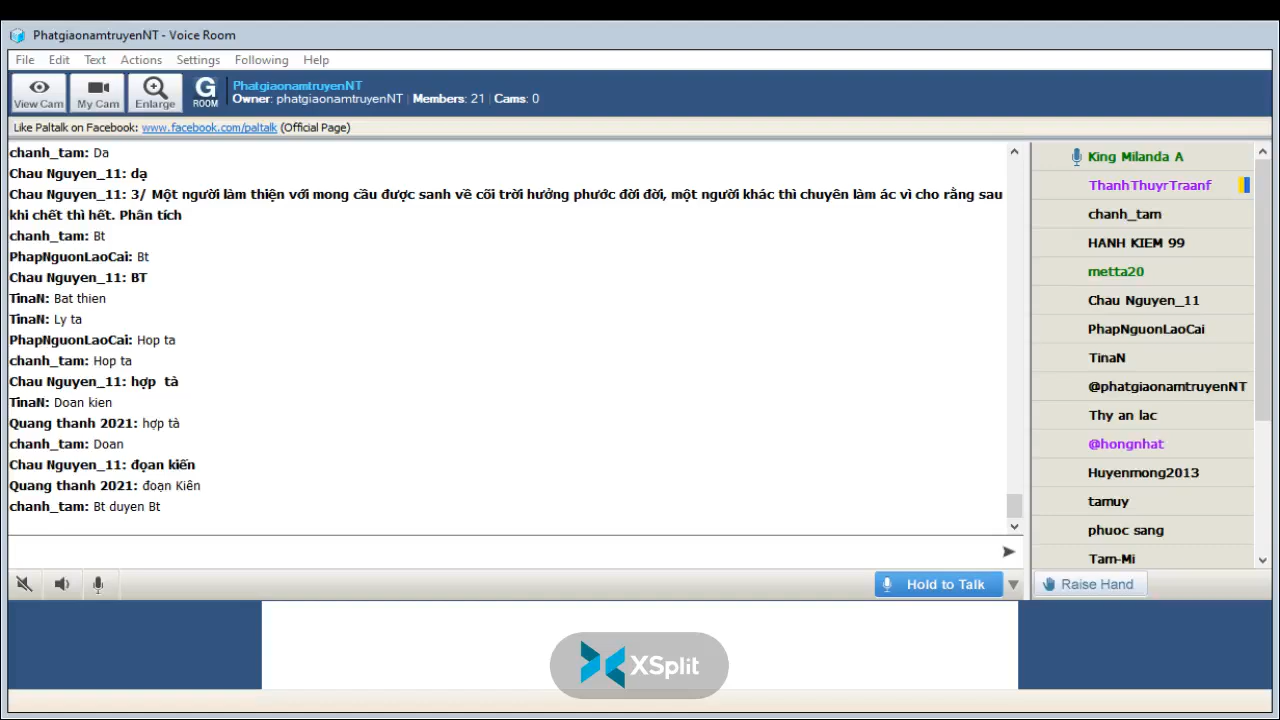 PhatgiaonamtruyenNT - Voice Room
File Edit Text Actions Settings Following Help
View Cam My Cam Enlarge G ROOM
PhatgiaonamtruyenNT
Owner: phatgiaonamtruyenNT | Members: 21 | Cams: 0
Like Paltalk on Facebook: www.facebook.com/paltalk (Official Page)
chanh_tam: Da
Chau Nguyen_11: dạ
Chau Nguyen_11: 3/ Một người làm thiện với mong cầu được sanh về cõi trời hưởng phước đời đời, một người khác thì chuyên làm ác vì cho rằng sau
khi chết thì hết. Phân tích
chanh_tam: Bt
PhapNguonLaoCai: Bt
Chau Nguyen_11: BT
TinaN: Bat thien
TinaN: Ly ta
PhapNguonLaoCai: Hop ta
chanh_tam: Hop ta
Chau Nguyen_11: hợp tà
TinaN: Doan kien
Quang thanh 2021: hợp tà
chanh_tam: Doan
Chau Nguyen_11: đọan kiến
Quang thanh 2021: đoạn Kiên
chanh_tam: Bt duyen Bt
King Milanda A
ThanhThuyrTraanf
chanh_tam
HANH KIEM 99
metta20
Chau Nguyen_11
PhapNguonLaoCai
TinaN
@phatgiaonamtruyenNT
Thy an lac
@hongnhat
Huyenmong2013
tamuy
phuoc sang
Tam-Mi
Hold to Talk
Raise Hand
XSplit